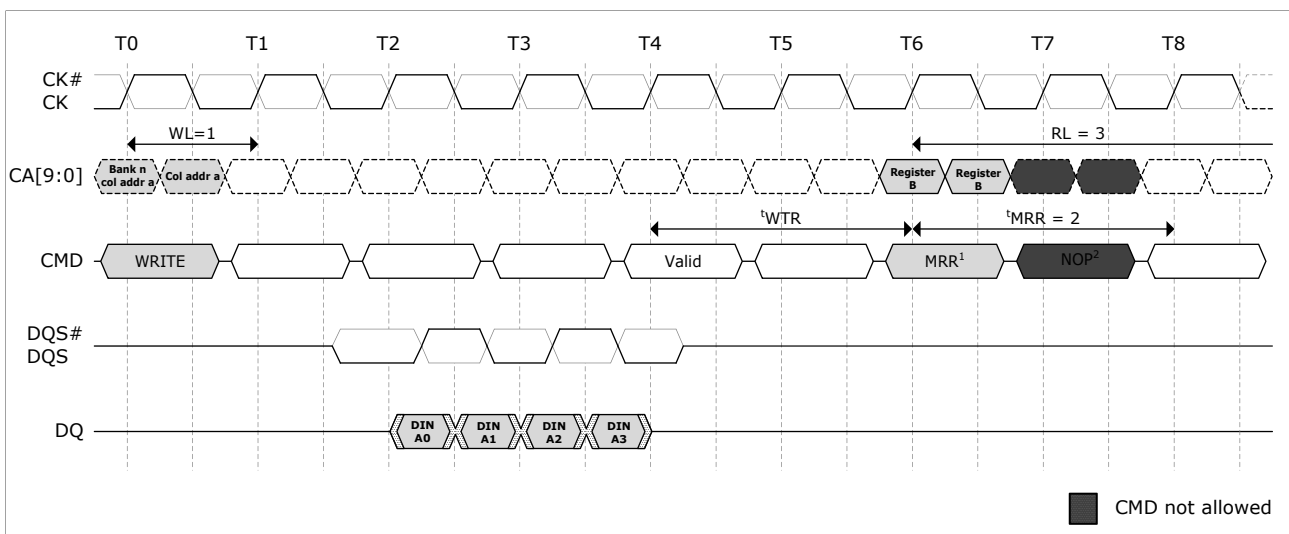 T0 T1 T2 T3 T4 T5 T6 T7 T8
CK#
CK
WL=1 RL = 3
CA[9:0] Bank n col addr a Col addr a Register B Register B
tWTR tMRR = 2
CMD WRITE Valid MRR1 NOP2
DQS#
DQS
DQ DIN A0 DIN A1 DIN A2 DIN A3
CMD not allowed